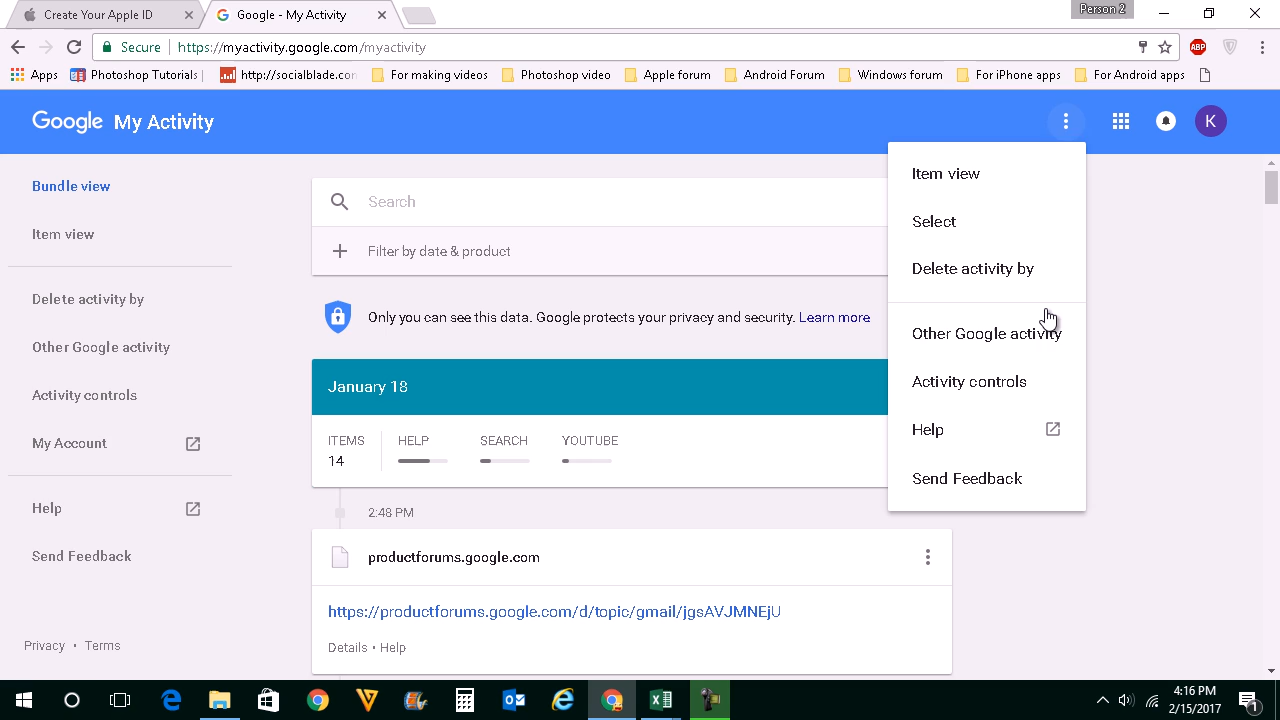 Create Your Apple ID
Google - My Activity
Person 2
Secure
https://myactivity.google.com/myactivity
ABP
Apps
Photoshop Tutorials
http://socialblade.co
For making videos
Photoshop video
Apple forum
Android Forum
Windows forum
For iPhone apps
For Android apps
Google My Activity
K
Bundle view
Item view
Delete activity by
Other Google activity
Activity controls
My Account
Help
Send Feedback
Privacy • Terms
Search
Filter by date & product
Only you can see this data. Google protects your privacy and security. Learn more
January 18
ITEMS
14
HELP
SEARCH
YOUTUBE
2:48 PM
productforums.google.com
https://productforums.google.com/d/topic/gmail/jgsAVJMNEjU
Details • Help
Item view
Select
Delete activity by
Other Google activity
Activity controls
Help
Send Feedback
4:16 PM
2/15/2017
1